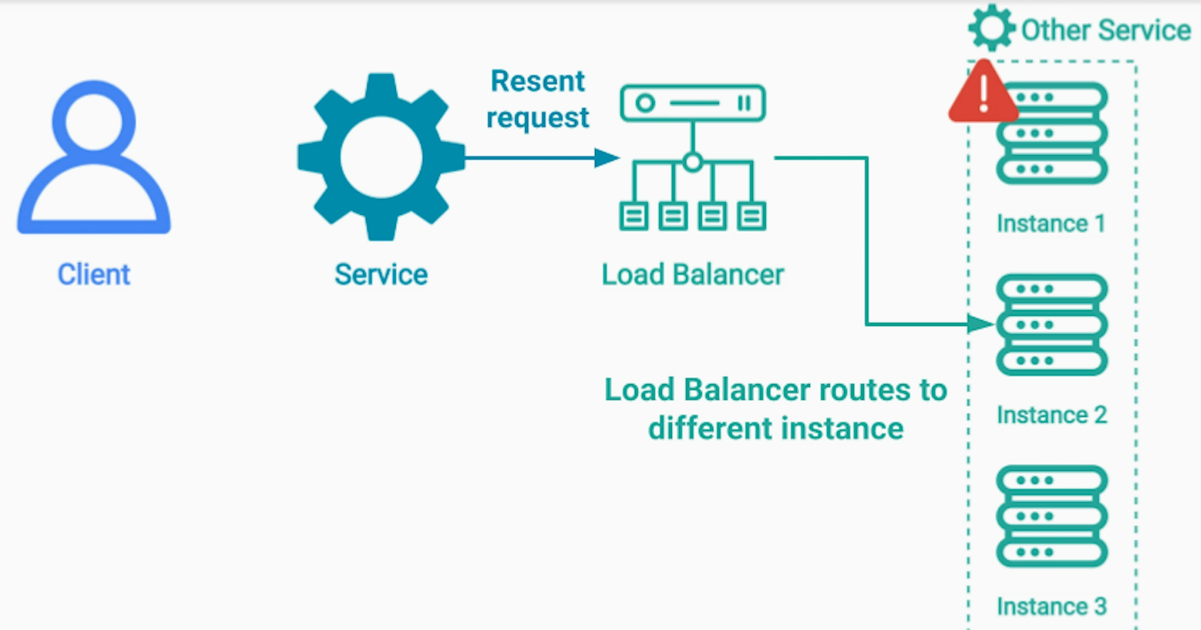 Other Service
Resent
request
Client
Service
Load Balancer
Instance 1
Load Balancer routes to
different instance
Instance 2
Instance 3